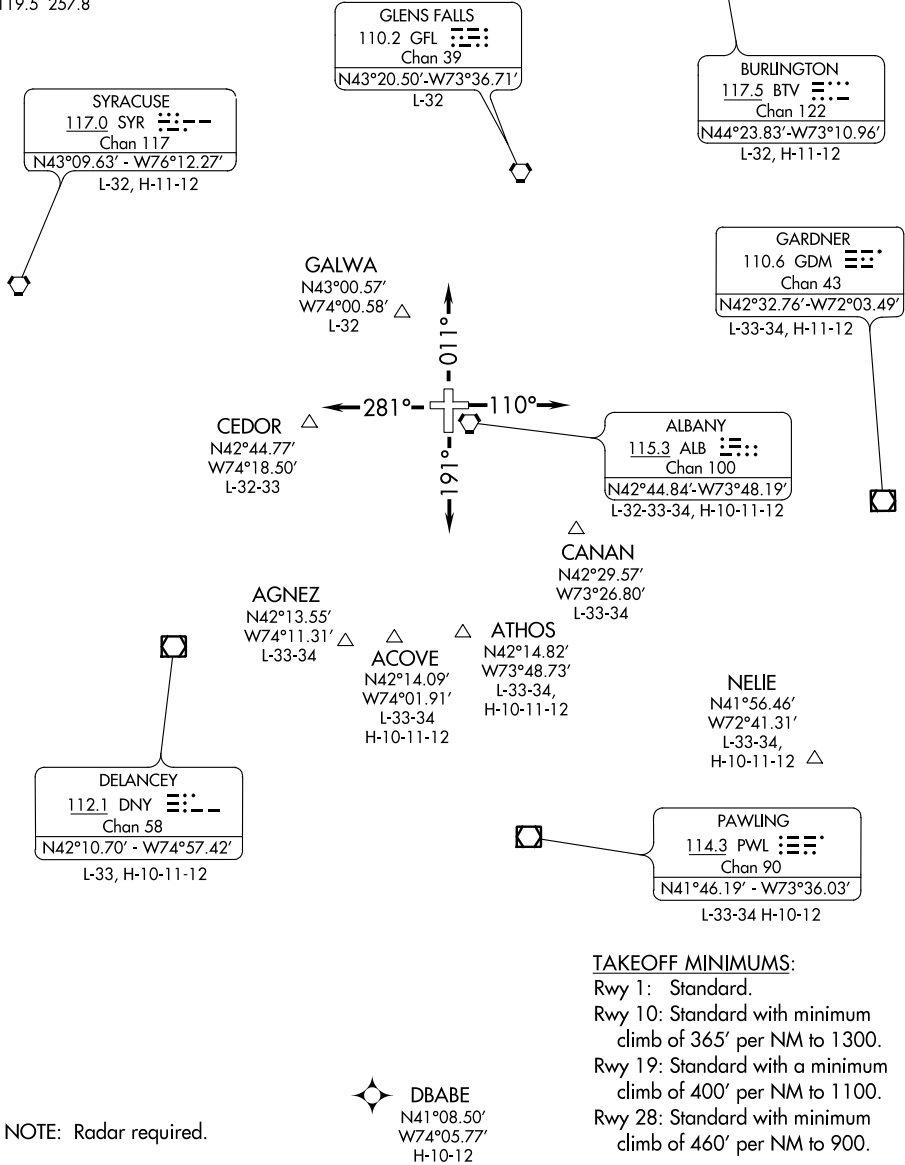 119.5 257.8
GLENS FALLS
110.2 GFL
Chan 39
N43°20.50'-W73°36.71'
L-32
BURLINGTON
117.5 BTV
Chan 122
N44°23.83'-W73°10.96'
L-32, H-11-12
SYRACUSE
117.0 SYR
Chan 117
N43°09.63' - W76°12.27'
L-32, H-11-12
GARDNER
110.6 GDM
Chan 43
N42°32.76'-W72°03.49'
L-33-34, H-11-12
GALWA
N43°00.57'
W74°00.58'
L-32
011°
281°
110°
191°
CEDOR
N42°44.77'
W74°18.50'
L-32-33
ALBANY
115.3 ALB
Chan 100
N42°44.84'-W73°48.19'
L-32-33-34, H-10-11-12
CANAN
N42°29.57'
W73°26.80'
L-33-34
AGNEZ
N42°13.55'
W74°11.31'
L-33-34
ACOVE
N42°14.09'
W74°01.91'
L-33-34
H-10-11-12
ATHOS
N42°14.82'
W73°48.73'
L-33-34,
H-10-11-12
NELIE
N41°56.46'
W72°41.31'
L-33-34,
H-10-11-12
DELANCEY
112.1 DNY
Chan 58
N42°10.70' - W74°57.42'
L-33, H-10-11-12
PAWLING
114.3 PWL
Chan 90
N41°46.19' - W73°36.03'
L-33-34 H-10-12
TAKEOFF MINIMUMS:
Rwy 1: Standard.
Rwy 10: Standard with minimum
climb of 365' per NM to 1300.
Rwy 19: Standard with a minimum
climb of 400' per NM to 1100.
Rwy 28: Standard with minimum
climb of 460' per NM to 900.
DBABE
N41°08.50'
W74°05.77'
H-10-12
NOTE: Radar required.